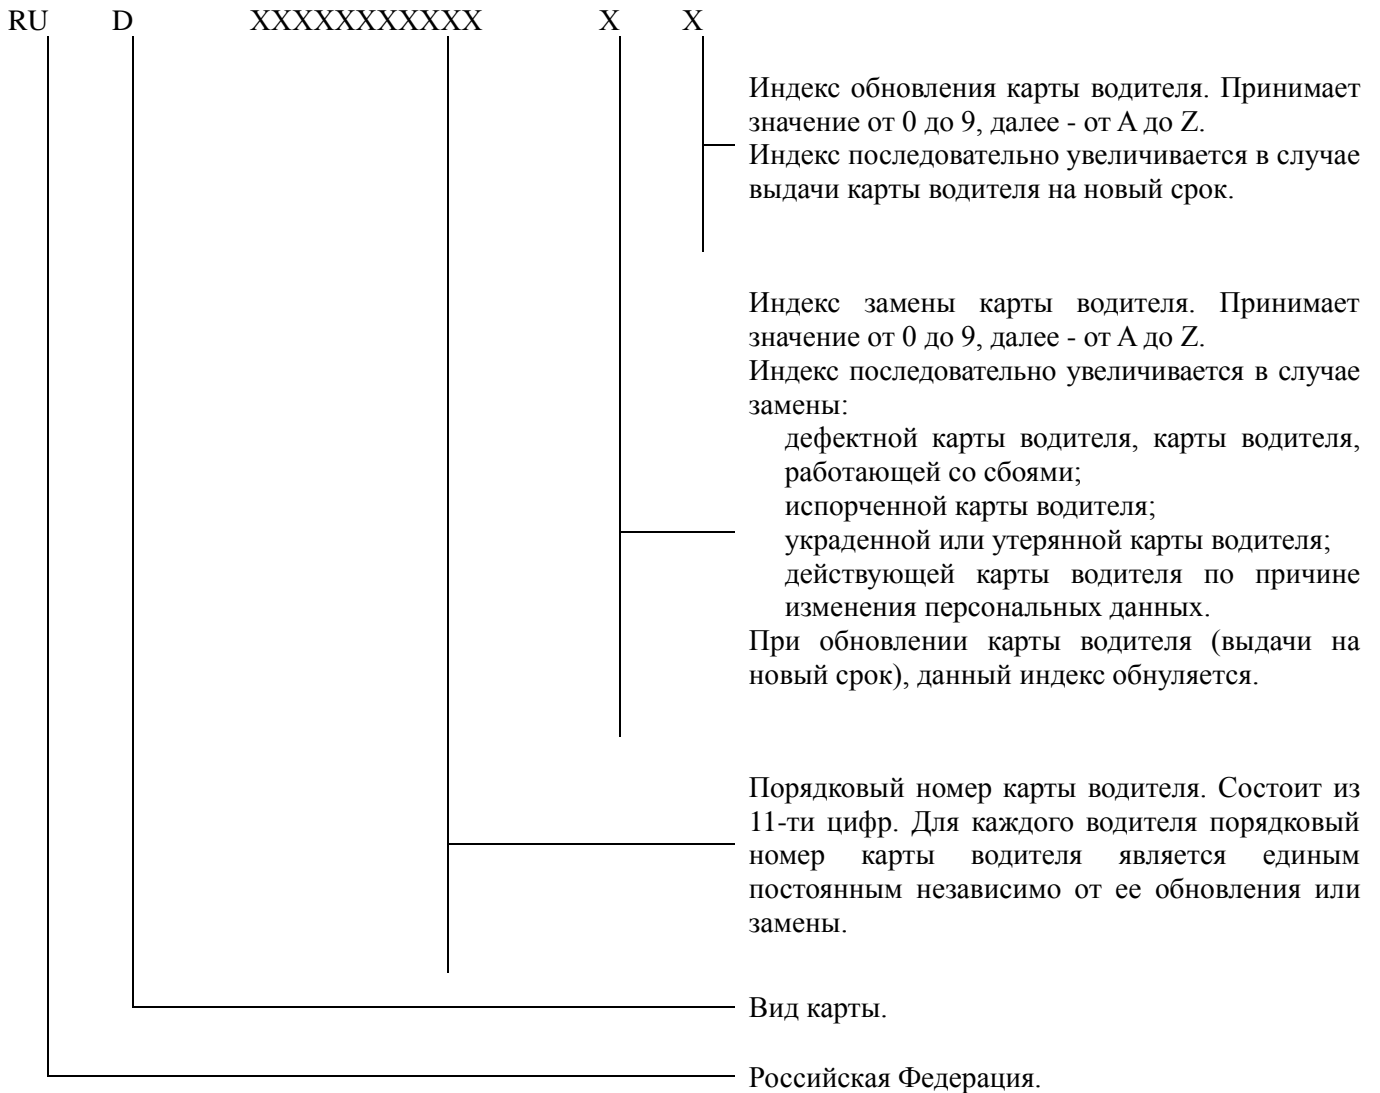 RU D XXXXXXXXXXX X X
Индекс обновления карты водителя. Принимает
значение от 0 до 9, далее - от A до Z.
Индекс последовательно увеличивается в случае
выдачи карты водителя на новый срок.
Индекс замены карты водителя. Принимает
значение от 0 до 9, далее - от A до Z.
Индекс последовательно увеличивается в случае
замены:
дефектной карты водителя, карты водителя,
работающей со сбоями;
испорченной карты водителя;
украденной или утерянной карты водителя;
действующей карты водителя по причине
изменения персональных данных.
При обновлении карты водителя (выдачи на
новый срок), данный индекс обнуляется.
Порядковый номер карты водителя. Состоит из
11-ти цифр. Для каждого водителя порядковый
номер карты водителя является единым
постоянным независимо от ее обновления или
замены.
Вид карты.
Российская Федерация.